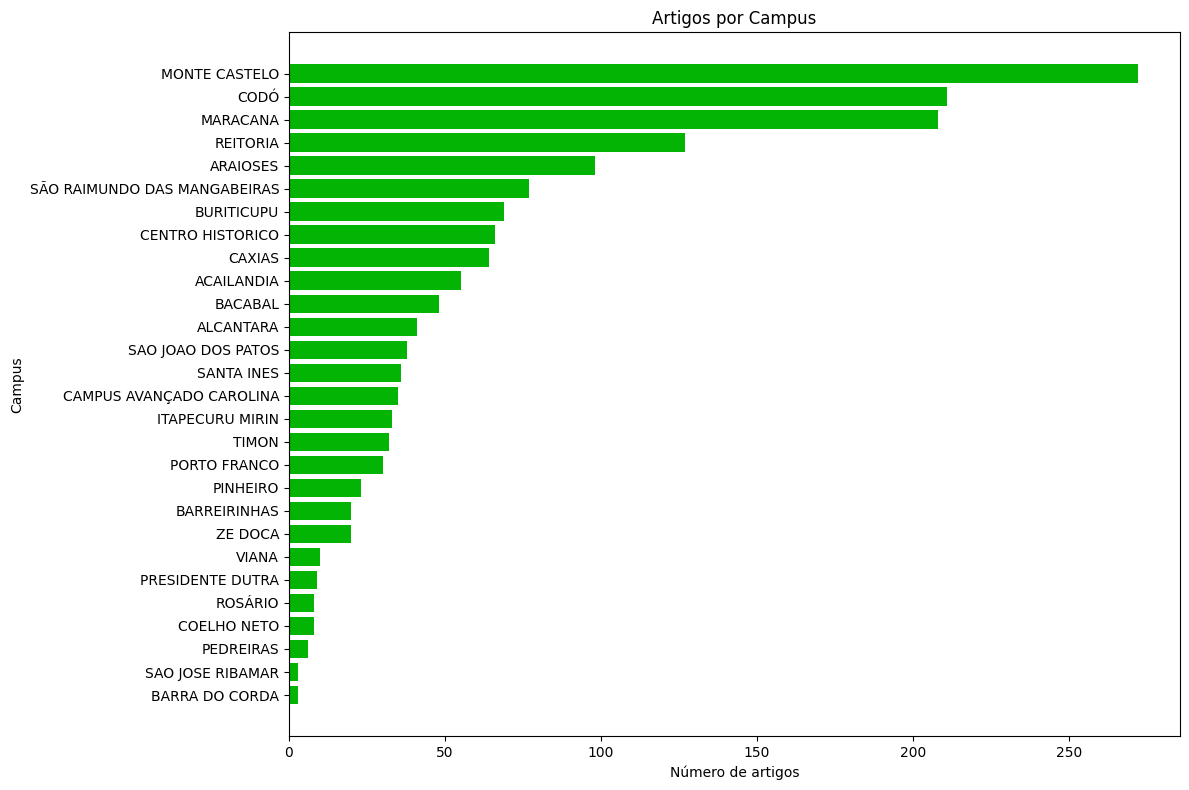 Artigos por Campus
MONTE CASTELO
CODÓ
MARACANA
REITORIA
ARAIOSES
SÃO RAIMUNDO DAS MANGABEIRAS
BURITICUPU
CENTRO HISTORICO
CAXIAS
ACAILANDIA
BACABAL
ALCANTARA
SAO JOAO DOS PATOS
SANTA INES
CAMPUS AVANÇADO CAROLINA
ITAPECURU MIRIN
TIMON
PORTO FRANCO
PINHEIRO
BARREIRINHAS
ZE DOCA
VIANA
PRESIDENTE DUTRA
ROSÁRIO
COELHO NETO
PEDREIRAS
SAO JOSE RIBAMAR
BARRA DO CORDA
Campus
0 50 100 150 200 250
Número de artigos